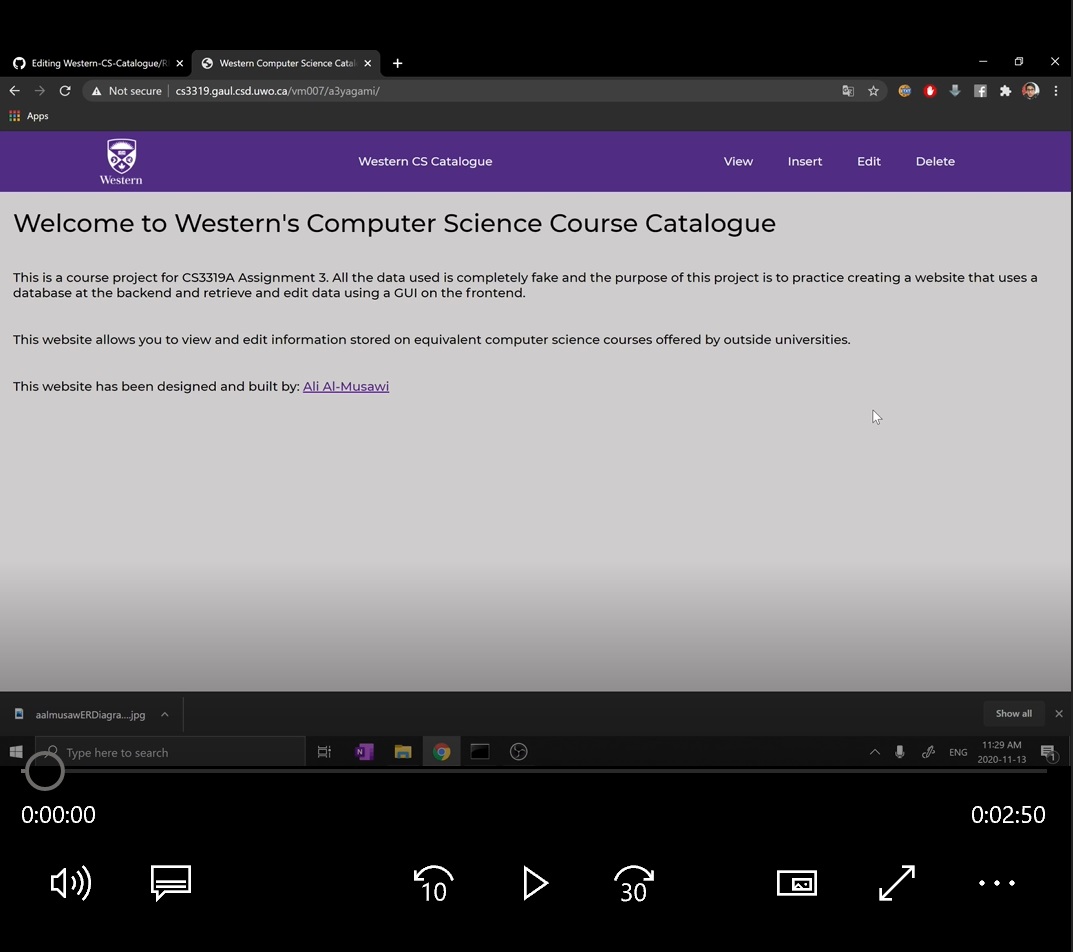 Editing Western-CS-Catalogue/R
Western Computer Science Catal
Not secure
cs3319.gaul.csd.uwo.ca/vm007/a3yagami/
Apps
Western
Western CS Catalogue
View
Insert
Edit
Delete
Welcome to Western's Computer Science Course Catalogue
This is a course project for CS3319A Assignment 3. All the data used is completely fake and the purpose of this project is to practice creating a website that uses a
database at the backend and retrieve and edit data using a GUI on the frontend.
This website allows you to view and edit information stored on equivalent computer science courses offered by outside universities.
This website has been designed and built by: Ali Al-Musawi
aalmusawERDiagra....jpg
Show all
Type here to search
ENG
11:29 AM
2020-11-13
1
0:00:00
0:02:50
10
30